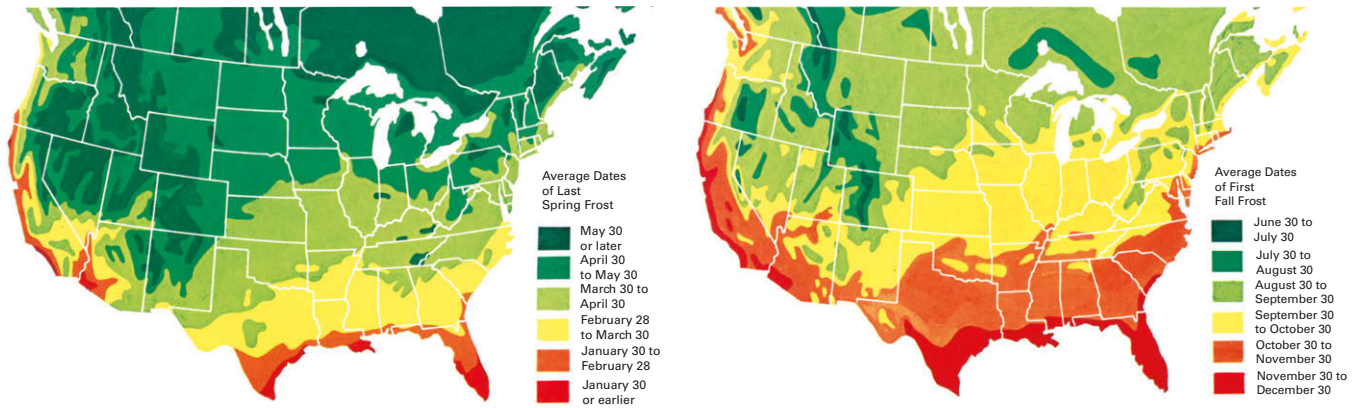 Average Dates
of Last
Spring Frost
May 30
or later
April 30
to May 30
March 30 to
April 30
February 28
to March 30
January 30 to
February 28
January 30
or earlier
Average Dates
of First
Fall Frost
June 30 to
July 30
July 30 to
August 30
August 30 to
September 30
September 30
to October 30
October 30 to
November 30
November 30 to
December 30